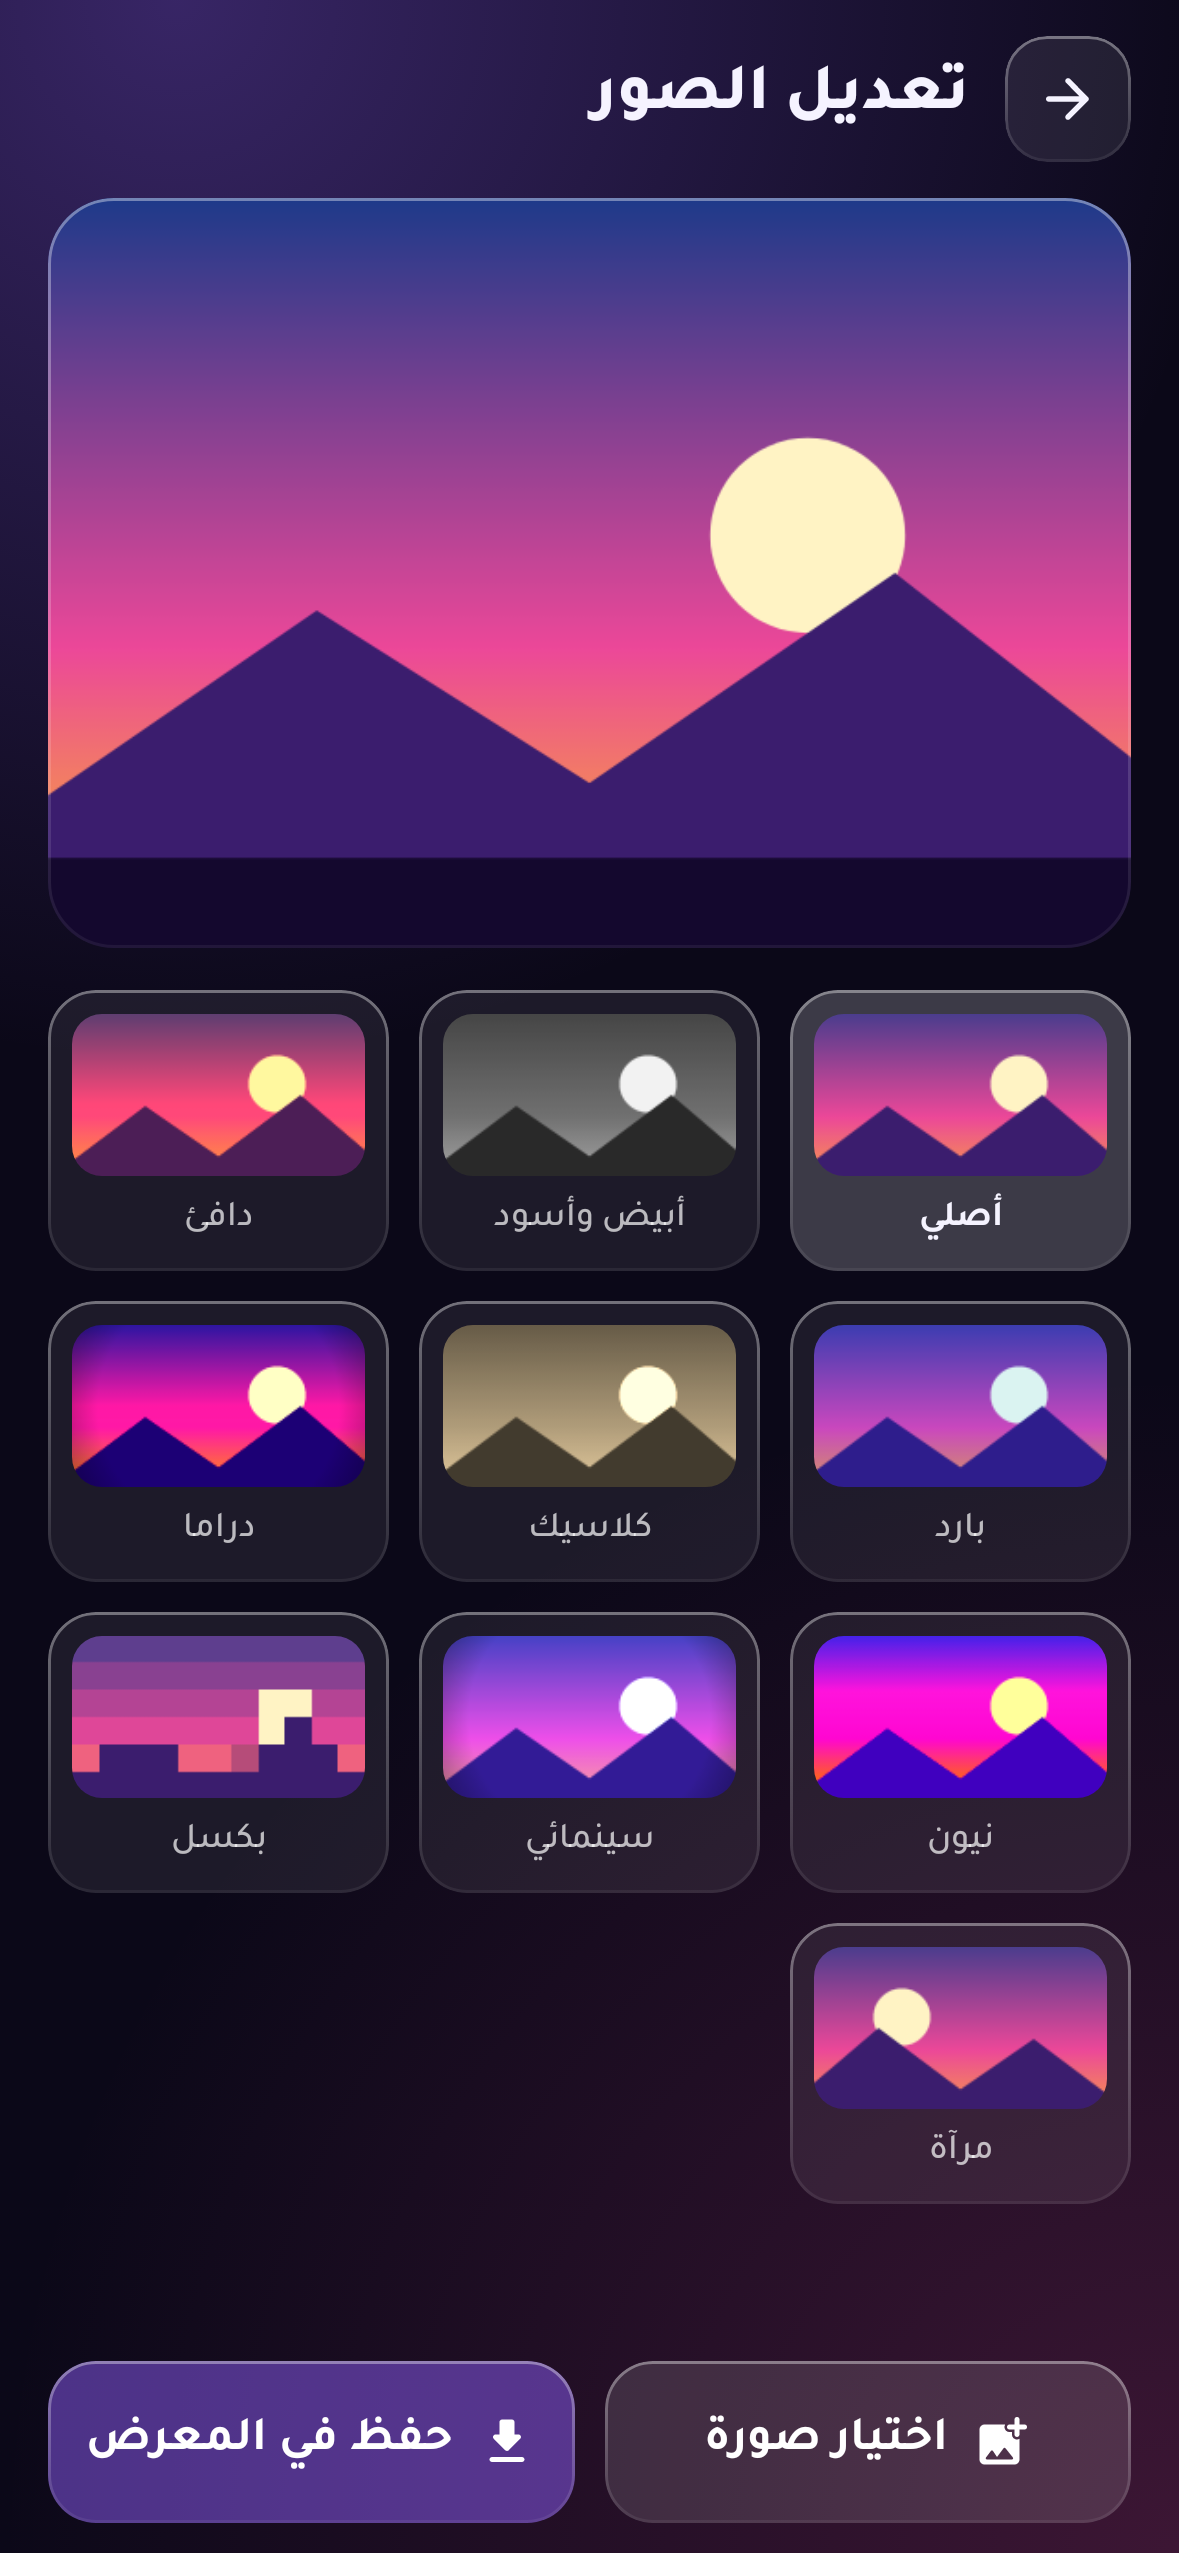 تعديل الصور
أصلي
أبيض وأسود
دافئ
بارد
كلاسيك
دراما
نيون
سينمائي
بكسل
مرآة
اختيار صورة
حفظ في المعرض